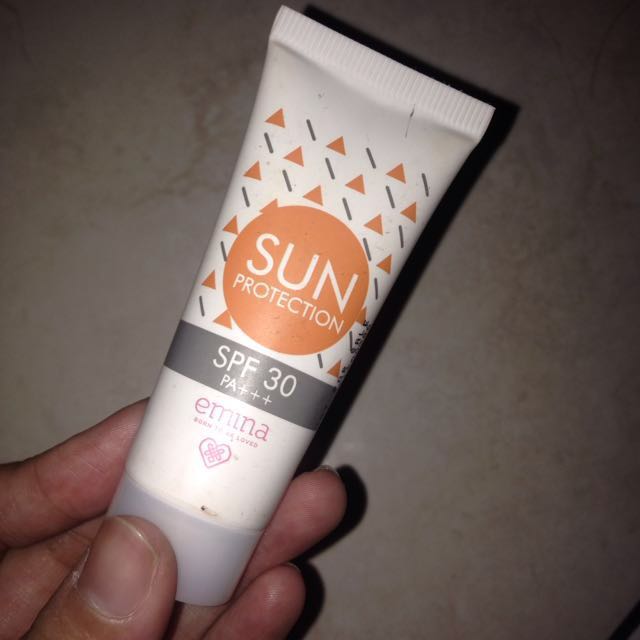 SUN
PROTECTION
SPF 30
PA+++
emina
BORN TO BE LOVED